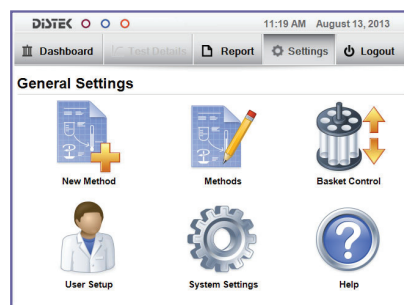 DISTEK 11:19 AM August 13, 2013
Dashboard Test Details Report Settings Logout
General Settings
New Method Methods Basket Control
User Setup System Settings Help